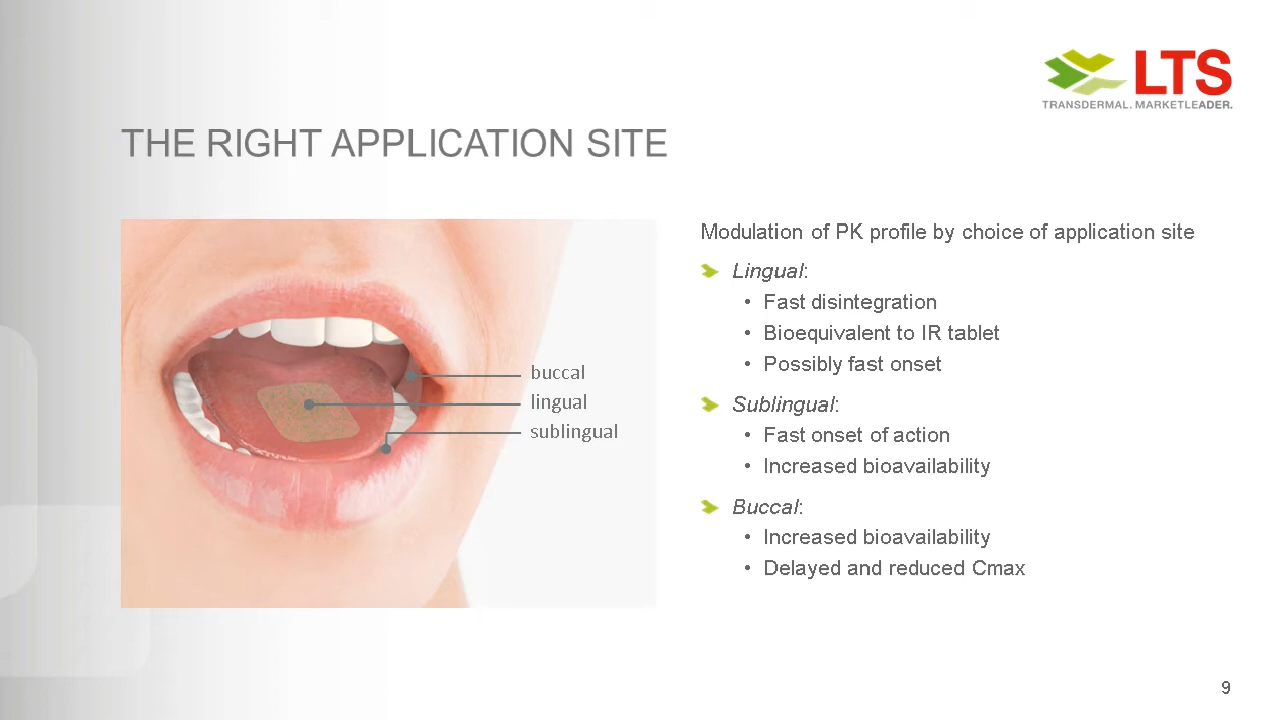 LTS
TRANSDERMAL. MARKETLEADER.
THE RIGHT APPLICATION SITE
buccal
lingual
sublingual
Modulation of PK profile by choice of application site
Lingual:
• Fast disintegration
• Bioequivalent to IR tablet
• Possibly fast onset
Sublingual:
• Fast onset of action
• Increased bioavailability
Buccal:
• Increased bioavailability
• Delayed and reduced Cmax
9